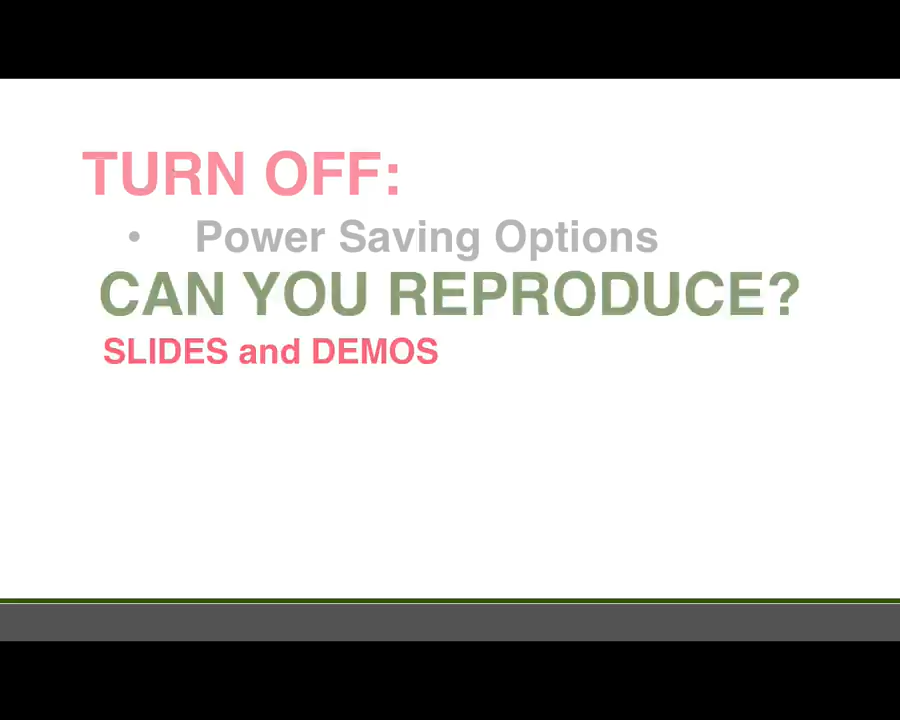 TURN OFF:
• Power Saving Options
CAN YOU REPRODUCE?
SLIDES and DEMOS